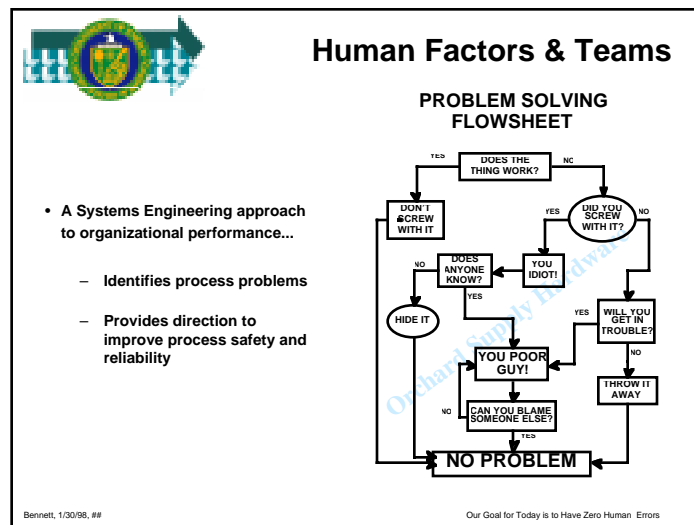 Human Factors & Teams
• A Systems Engineering approach
to organizational performance...
– Identifies process problems
– Provides direction to
improve process safety and
reliability
PROBLEM SOLVING
FLOWSHEET
YES
DOES THE
THING WORK?
NO
DON'T
SCREW
WITH IT
YES
DID YOU
SCREW
WITH IT?
NO
NO
DOES
ANYONE
KNOW?
YOU
IDIOT!
YES
HIDE IT
YES
WILL YOU
GET IN
TROUBLE?
NO
YOU POOR
GUY!
THROW IT
AWAY
NO
CAN YOU BLAME
SOMEONE ELSE?
YES
NO PROBLEM
Orchard Supply Hardware
Bennett, 1/30/98, ##
Our Goal for Today is to Have Zero Human Errors